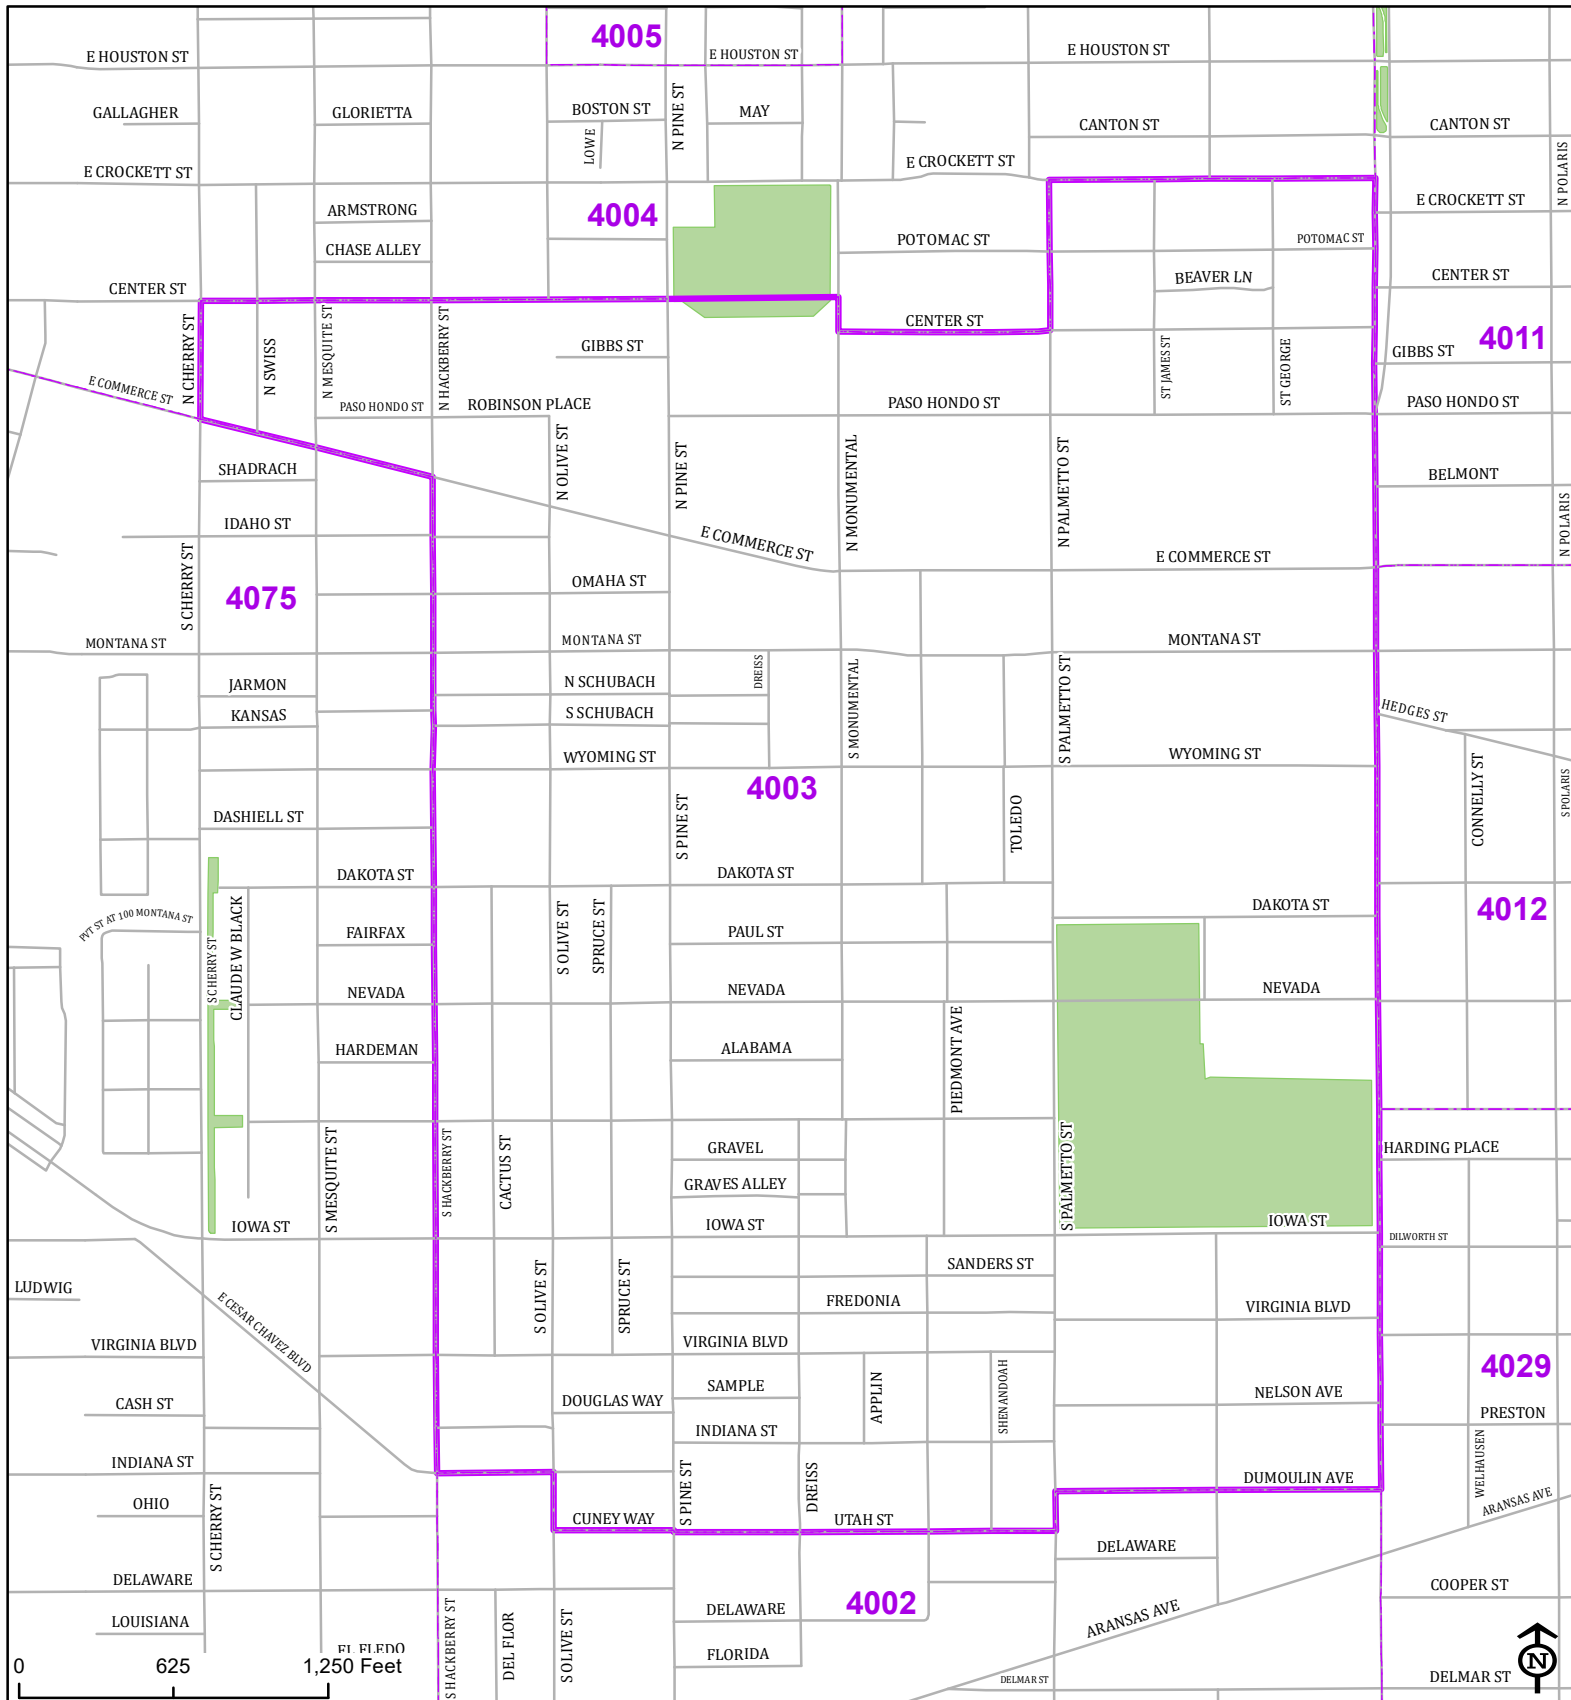 4005
E HOUSTON ST
E HOUSTON ST
E HOUSTON ST
GALLAGHER
GLORIETTA
BOSTON ST
LOWE
N PINE ST
MAY
CANTON ST
CANTON ST
E CROCKETT ST
E CROCKETT ST
N POLARIS
E CROCKETT ST
ARMSTRONG
4004
CHASE ALLEY
POTOMAC ST
POTOMAC ST
CENTER ST
BEAVER LN
CENTER ST
CENTER ST
N CHERRY ST
N SWISS
N MESQUITE ST
N HACKBERRY ST
GIBBS ST
ST JAMES ST
ST GEORGE
4011
GIBBS ST
E COMMERCE ST
PASO HONDO ST
ROBINSON PLACE
PASO HONDO ST
PASO HONDO ST
N OLIVE ST
N PINE ST
N MONUMENTAL
N PALMETTO ST
SHADRACH
BELMONT
IDAHO ST
E COMMERCE ST
E COMMERCE ST
N POLARIS
S CHERRY ST
4075
OMAHA ST
MONTANA ST
MONTANA ST
MONTANA ST
JARMON
N SCHUBACH
DREISS
S MONUMENTAL
S PALMETTO ST
KANSAS
S SCHUBACH
HEDGES ST
WYOMING ST
WYOMING ST
4003
CONNELLY ST
S POLARIS
DASHIELL ST
S PINE ST
TOLEDO
DAKOTA ST
DAKOTA ST
DAKOTA ST
4012
PVT ST AT 100 MONTANA ST
S CHERRY ST
CLAUDE W BLACK
FAIRFAX
S OLIVE ST
SPRUCE ST
PAUL ST
NEVADA
NEVADA
NEVADA
HARDEMAN
ALABAMA
PIEDMONT AVE
S MESQUITE ST
S HACKBERRY ST
CACTUS ST
GRAVEL
S PALMETTO ST
HARDING PLACE
GRAVES ALLEY
IOWA ST
IOWA ST
IOWA ST
DILWORTH ST
LUDWIG
E CESAR CHAVEZ BLVD
S OLIVE ST
SPRUCE ST
SANDERS ST
FREDONIA
VIRGINIA BLVD
VIRGINIA BLVD
VIRGINIA BLVD
4029
CASH ST
DOUGLAS WAY
SAMPLE
APPLIN
SHENANDOAH
NELSON AVE
PRESTON
INDIANA ST
INDIANA ST
WELHAUSEN
DUMOULIN AVE
OHIO
S CHERRY ST
S PINE ST
DREISS
ARANSAS AVE
CUNEY WAY
UTAH ST
DELAWARE
DELAWARE
4002
COOPER ST
LOUISIANA
S HACKBERRY ST
DEL FLOR
S OLIVE ST
DELAWARE
ARANSAS AVE
EL FLEDO
FLORIDA
DELMAR ST
DELMAR ST
0 625 1,250 Feet
N